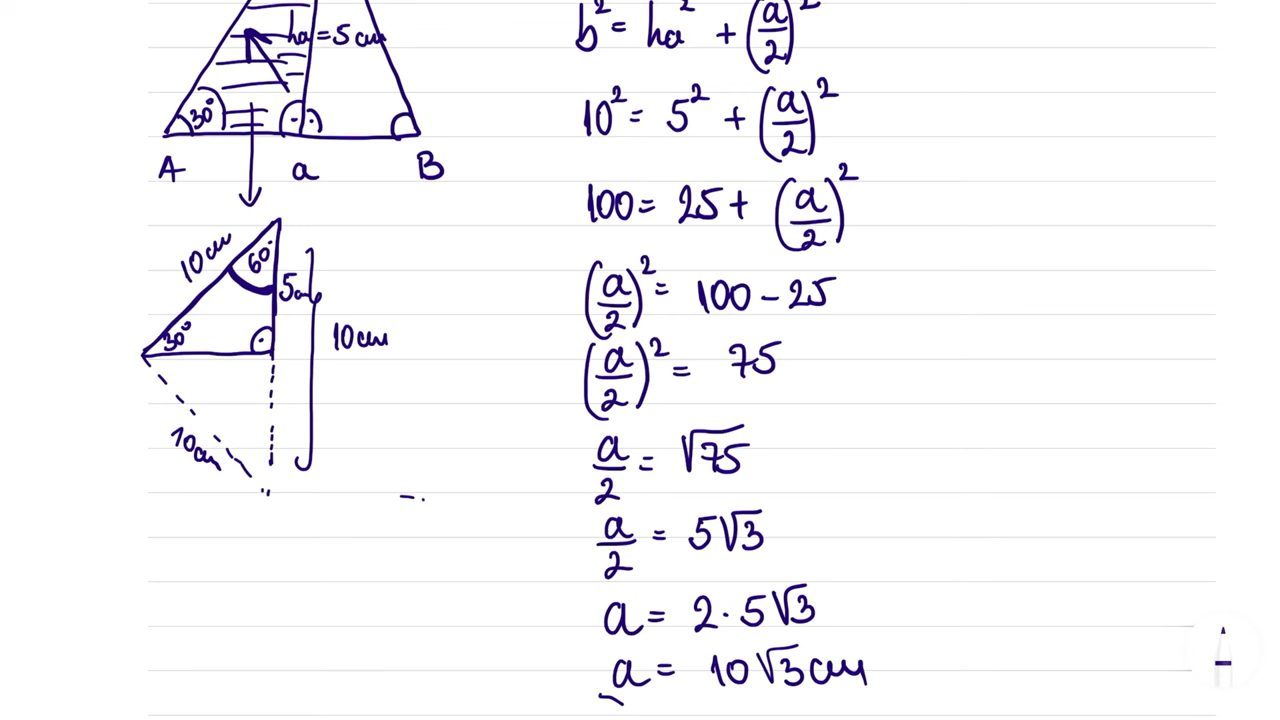 ha = 5 cm
30°
A a B
10 cm
60°
5 cm
30°
10 cm
10 cm
b² = ha² + (a/2)²
10² = 5² + (a/2)²
100 = 25 + (a/2)²
(a/2)² = 100 - 25
(a/2)² = 75
a/2 = √75
a/2 = 5√3
a = 2 · 5√3
a = 10√3 cm